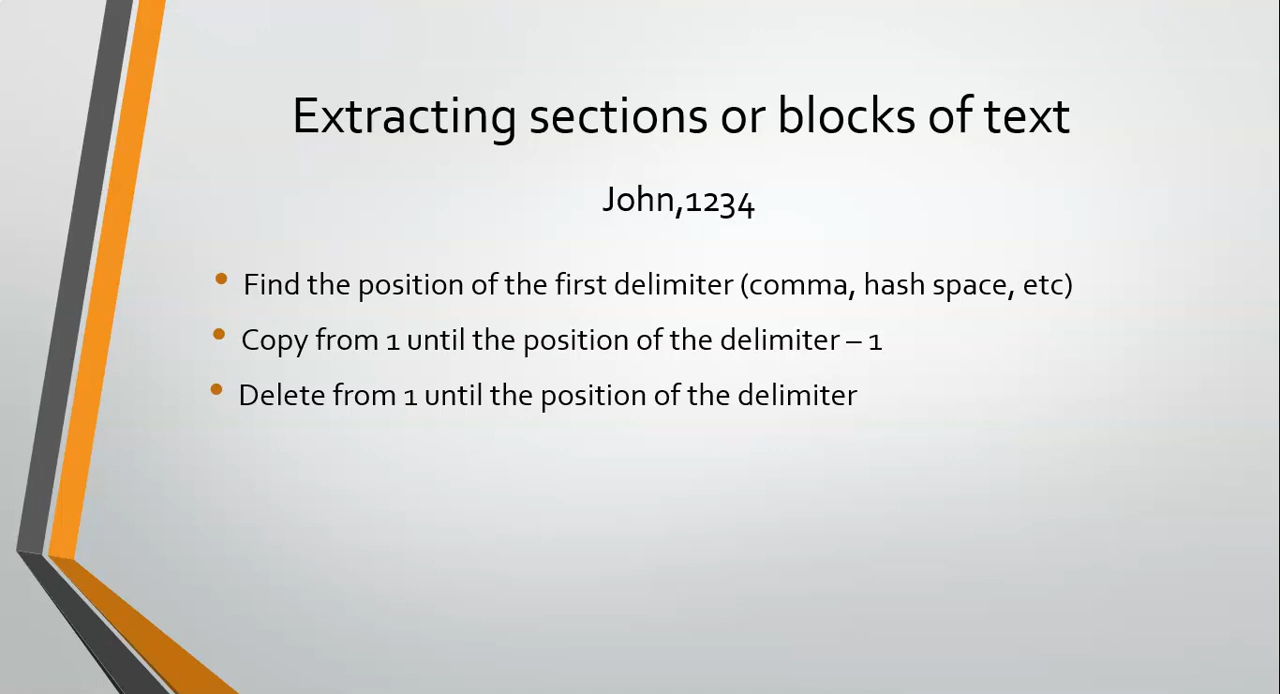 Extracting sections or blocks of text
John,1234
• Find the position of the first delimiter (comma, hash space, etc)
• Copy from 1 until the position of the delimiter – 1
• Delete from 1 until the position of the delimiter